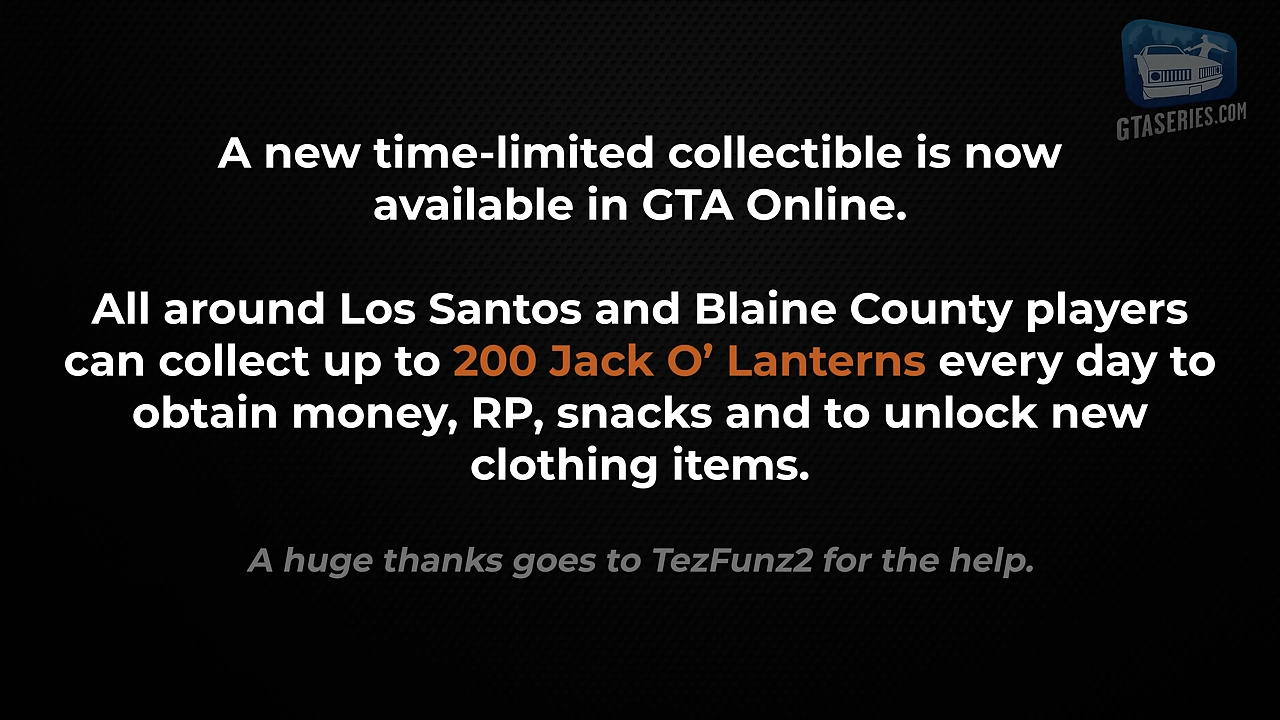 GTASERIES.COM
A new time-limited collectible is now
available in GTA Online.
All around Los Santos and Blaine County players
can collect up to 200 Jack O’ Lanterns every day to
obtain money, RP, snacks and to unlock new
clothing items.
A huge thanks goes to TezFunz2 for the help.